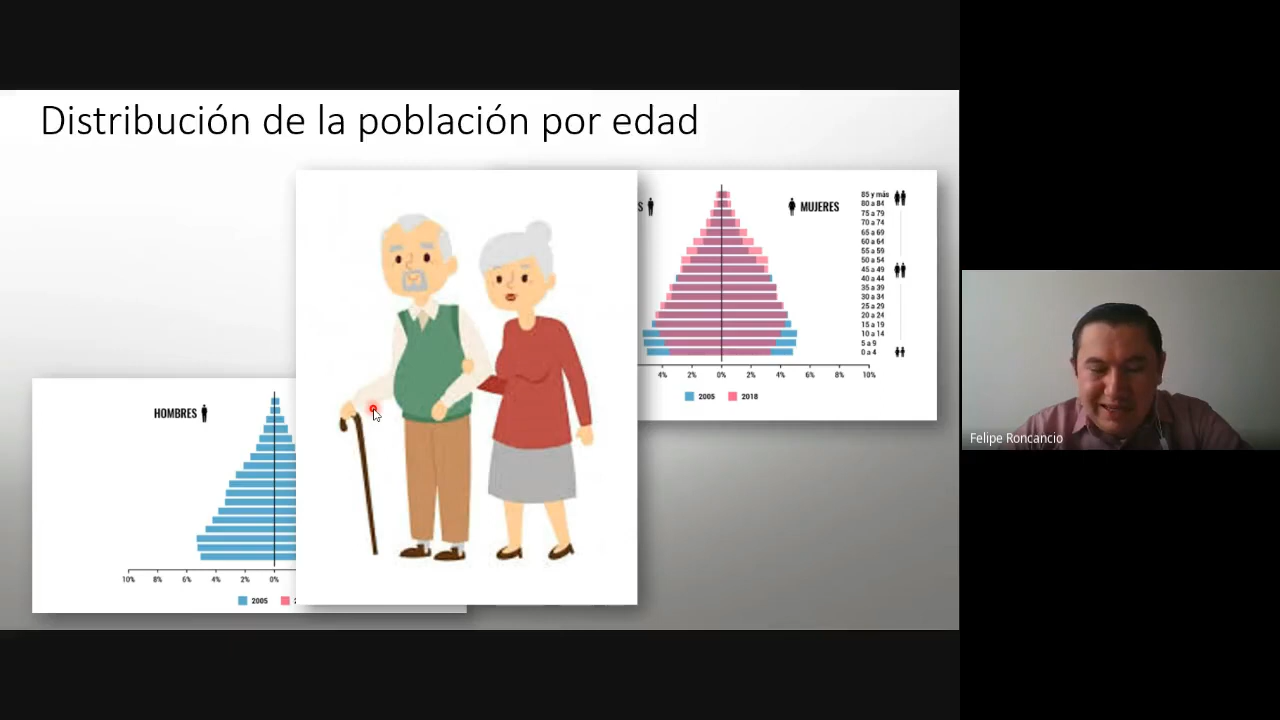 Distribución de la población por edad
S
MUJERES
85 y más
80 a 84
75 a 79
70 a 74
65 a 69
60 a 64
55 a 59
50 a 54
45 a 49
40 a 44
35 a 39
30 a 34
25 a 29
20 a 24
15 a 19
10 a 14
5 a 9
0 a 4
4% 2% 0% 2% 4% 6% 8% 10%
2005 2018
HOMBRES
10% 8% 6% 4% 2% 0%
2005 2
Felipe Roncancio